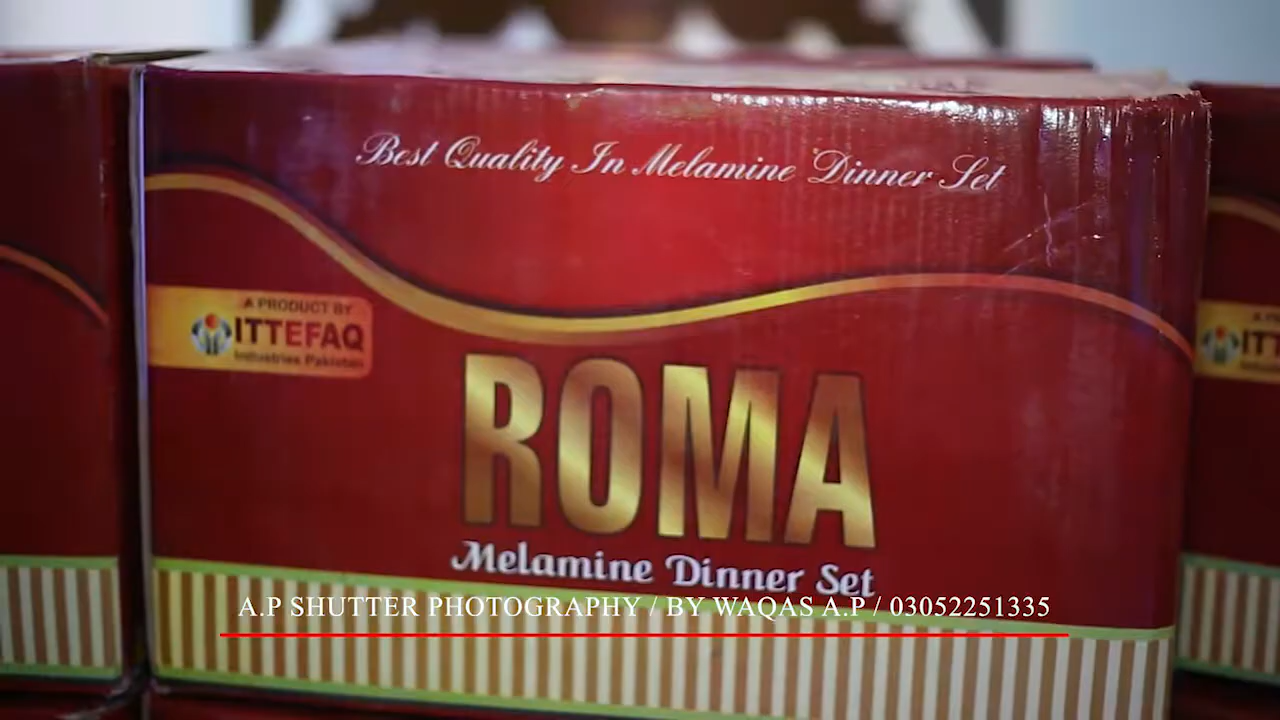 Best Quality In Melamine Dinner Set
A PRODUCT BY
ITTEFAQ
Industries Pakistan
ROMA
Melamine Dinner Set
A.P SHUTTER PHOTOGRAPHY / BY WAQAS A.P / 03052251335
ITT